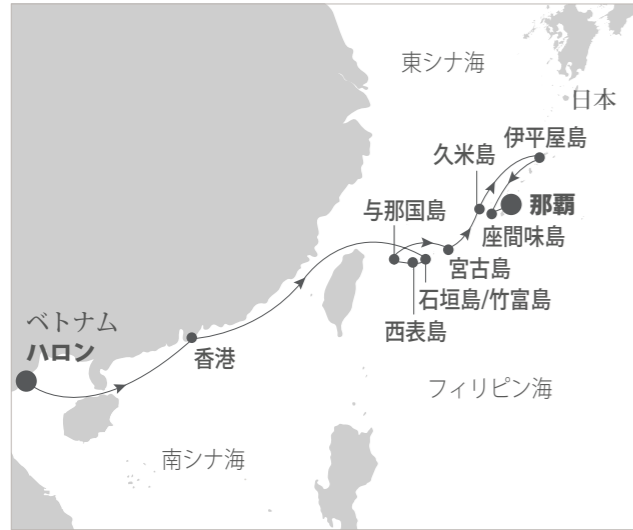 東シナ海
日本
伊平屋島
久米島
与那国島
那覇
座間味島
宮古島
石垣島/竹富島
西表島
ベトナム
ハロン
香港
フィリピン海
南シナ海